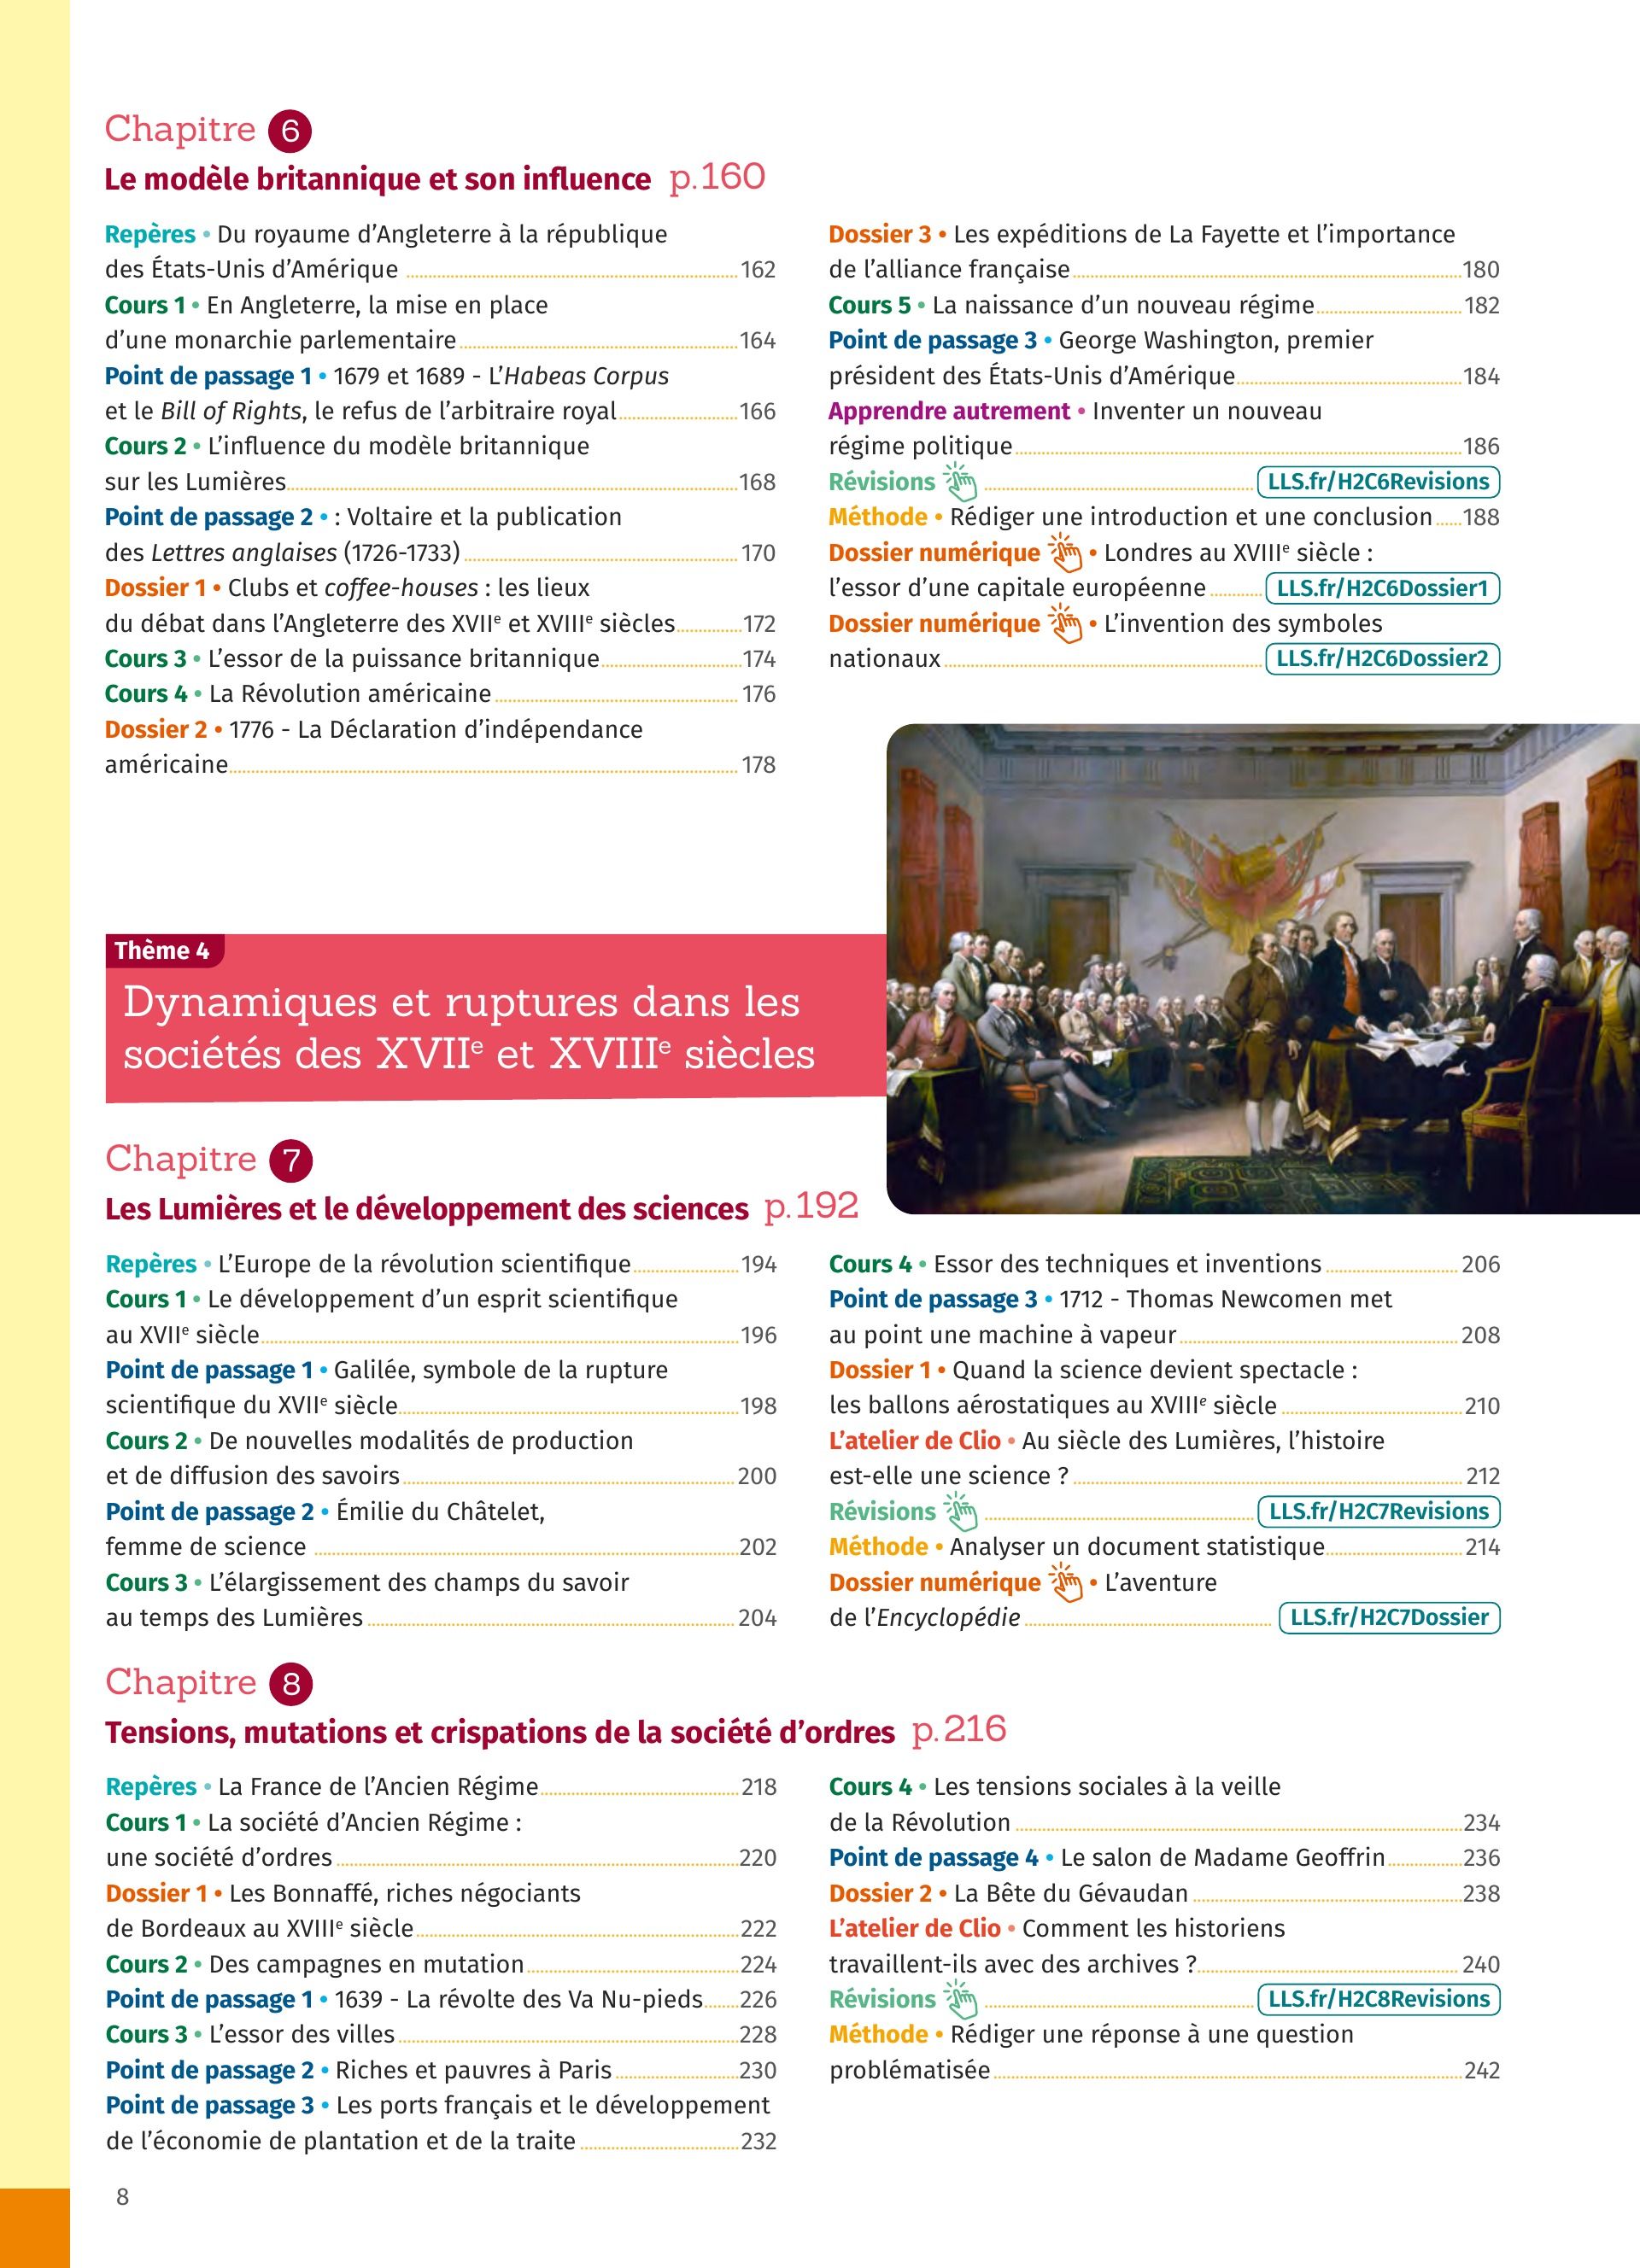 Chapitre 6
Le modèle britannique et son influence p.160
Repères • Du royaume d’Angleterre à la république
des États-Unis d’Amérique 162
Cours 1 • En Angleterre, la mise en place
d’une monarchie parlementaire 164
Point de passage 1 • 1679 et 1689 - L’Habeas Corpus
et le Bill of Rights, le refus de l’arbitraire royal 166
Cours 2 • L’influence du modèle britannique
sur les Lumières 168
Point de passage 2 • : Voltaire et la publication
des Lettres anglaises (1726-1733) 170
Dossier 1 • Clubs et coffee-houses : les lieux
du débat dans l’Angleterre des XVIIe et XVIIIe siècles 172
Cours 3 • L’essor de la puissance britannique 174
Cours 4 • La Révolution américaine 176
Dossier 2 • 1776 - La Déclaration d’indépendance
américaine 178
Dossier 3 • Les expéditions de La Fayette et l’importance
de l’alliance française 180
Cours 5 • La naissance d’un nouveau régime 182
Point de passage 3 • George Washington, premier
président des États-Unis d’Amérique 184
Apprendre autrement • Inventer un nouveau
régime politique 186
Révisions LLS.fr/H2C6Revisions
Méthode • Rédiger une introduction et une conclusion 188
Dossier numérique • Londres au XVIIIe siècle :
l’essor d’une capitale européenne LLS.fr/H2C6Dossier1
Dossier numérique • L’invention des symboles
nationaux LLS.fr/H2C6Dossier2
Thème 4
Dynamiques et ruptures dans les
sociétés des XVIIe et XVIIIe siècles
Chapitre 7
Les Lumières et le développement des sciences p.192
Repères • L’Europe de la révolution scientifique 194
Cours 1 • Le développement d’un esprit scientifique
au XVIIe siècle 196
Point de passage 1 • Galilée, symbole de la rupture
scientifique du XVIIe siècle 198
Cours 2 • De nouvelles modalités de production
et de diffusion des savoirs 200
Point de passage 2 • Émilie du Châtelet,
femme de science 202
Cours 3 • L’élargissement des champs du savoir
au temps des Lumières 204
Cours 4 • Essor des techniques et inventions 206
Point de passage 3 • 1712 - Thomas Newcomen met
au point une machine à vapeur 208
Dossier 1 • Quand la science devient spectacle :
les ballons aérostatiques au XVIIIe siècle 210
L’atelier de Clio • Au siècle des Lumières, l’histoire
est-elle une science ? 212
Révisions LLS.fr/H2C7Revisions
Méthode • Analyser un document statistique 214
Dossier numérique • L’aventure
de l’Encyclopédie LLS.fr/H2C7Dossier
Chapitre 8
Tensions, mutations et crispations de la société d’ordres p.216
Repères • La France de l’Ancien Régime 218
Cours 1 • La société d’Ancien Régime :
une société d’ordres 220
Dossier 1 • Les Bonnaffé, riches négociants
de Bordeaux au XVIIIe siècle 222
Cours 2 • Des campagnes en mutation 224
Point de passage 1 • 1639 - La révolte des Va Nu-pieds 226
Cours 3 • L’essor des villes 228
Point de passage 2 • Riches et pauvres à Paris 230
Point de passage 3 • Les ports français et le développement
de l’économie de plantation et de la traite 232
Cours 4 • Les tensions sociales à la veille
de la Révolution 234
Point de passage 4 • Le salon de Madame Geoffrin 236
Dossier 2 • La Bête du Gévaudan 238
L’atelier de Clio • Comment les historiens
travaillent-ils avec des archives ? 240
Révisions LLS.fr/H2C8Revisions
Méthode • Rédiger une réponse à une question
problématisée 242
8